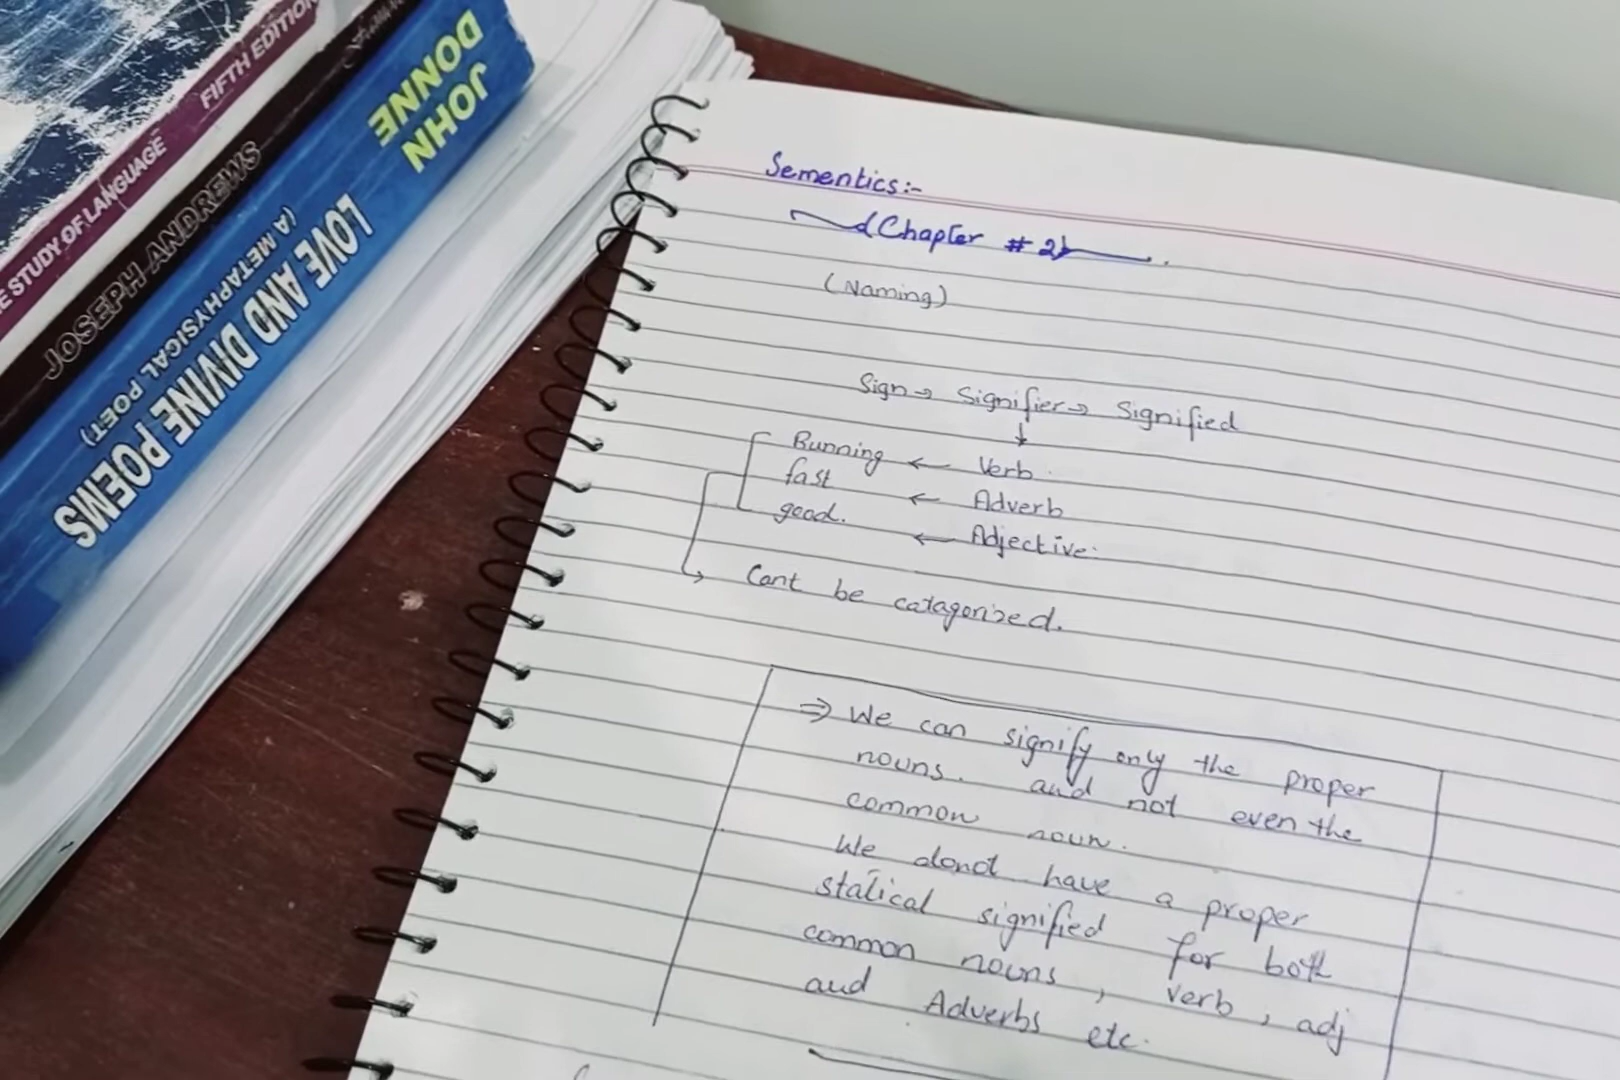 FIFTH EDITION
E STUDY OF LANGUAGE
JOSEPH ANDREWS
JOHN
DONNE
LOVE AND DIVINE POEMS
(A METAPHYSICAL POET)
Sementics:-
(Chapter # 2)
(Naming)
Sign → Signifier → Signified
↓
Running ← Verb
fast ← Adverb
good. ← Adjective.
Cant be catagorized.
⇒ We can signify only the proper
nouns. and not even the
common noun.
We donot have a proper
statical signified for both
common nouns, verb, adj
and Adverbs etc.